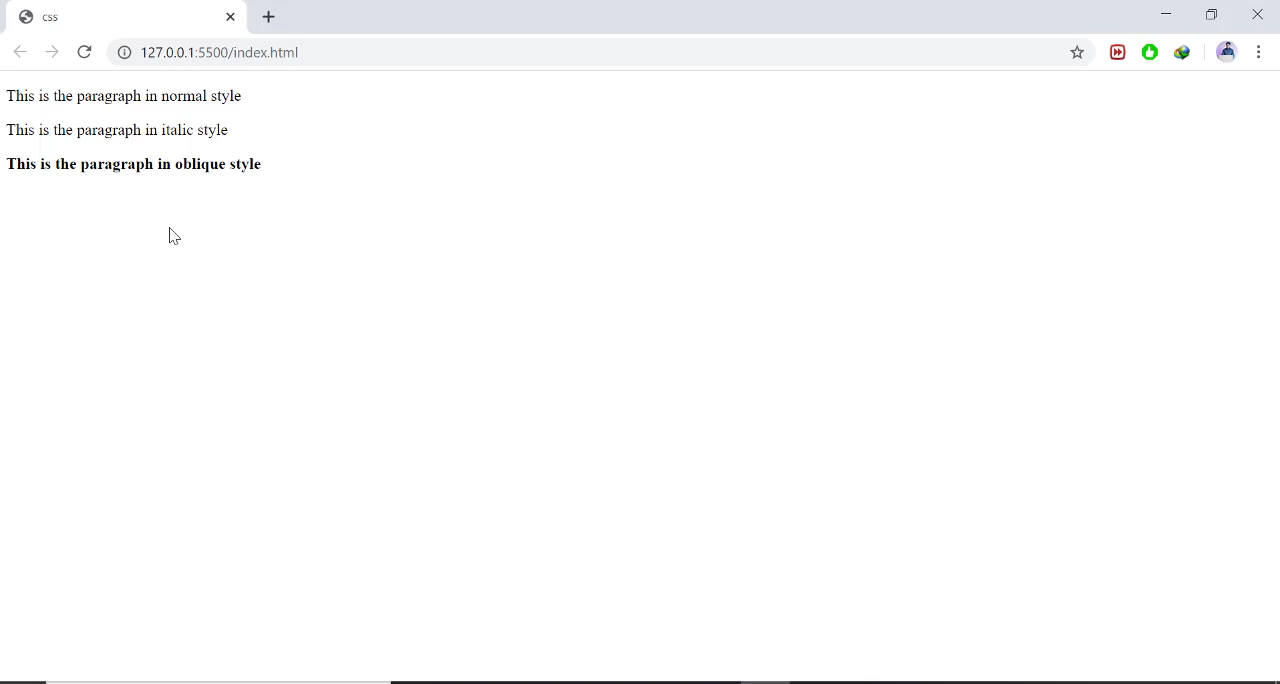 css
127.0.0.1:5500/index.html
This is the paragraph in normal style
This is the paragraph in italic style
This is the paragraph in oblique style